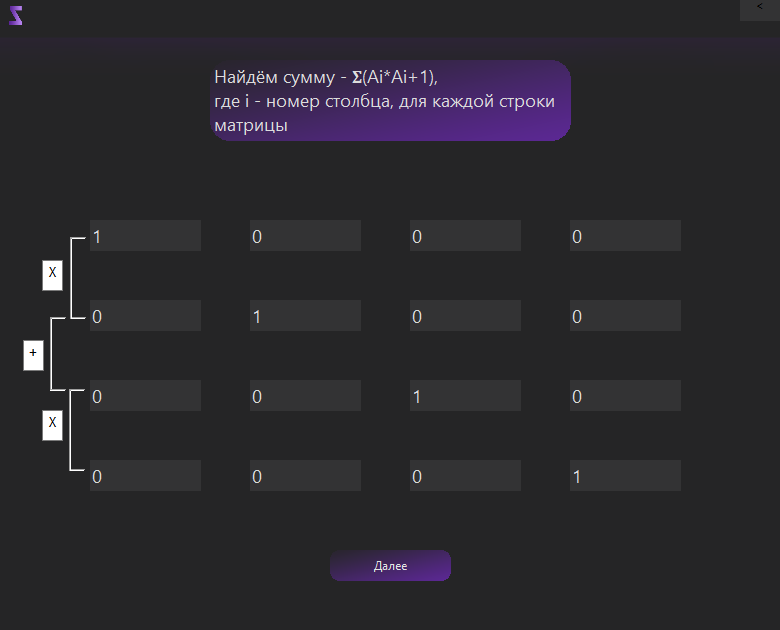 <
Найдём сумму - Σ(Ai*Ai+1),
где i - номер столбца, для каждой строки
матрицы
1 0 0 0
X
0 1 0 0
+
0 0 1 0
X
0 0 0 1
Далее